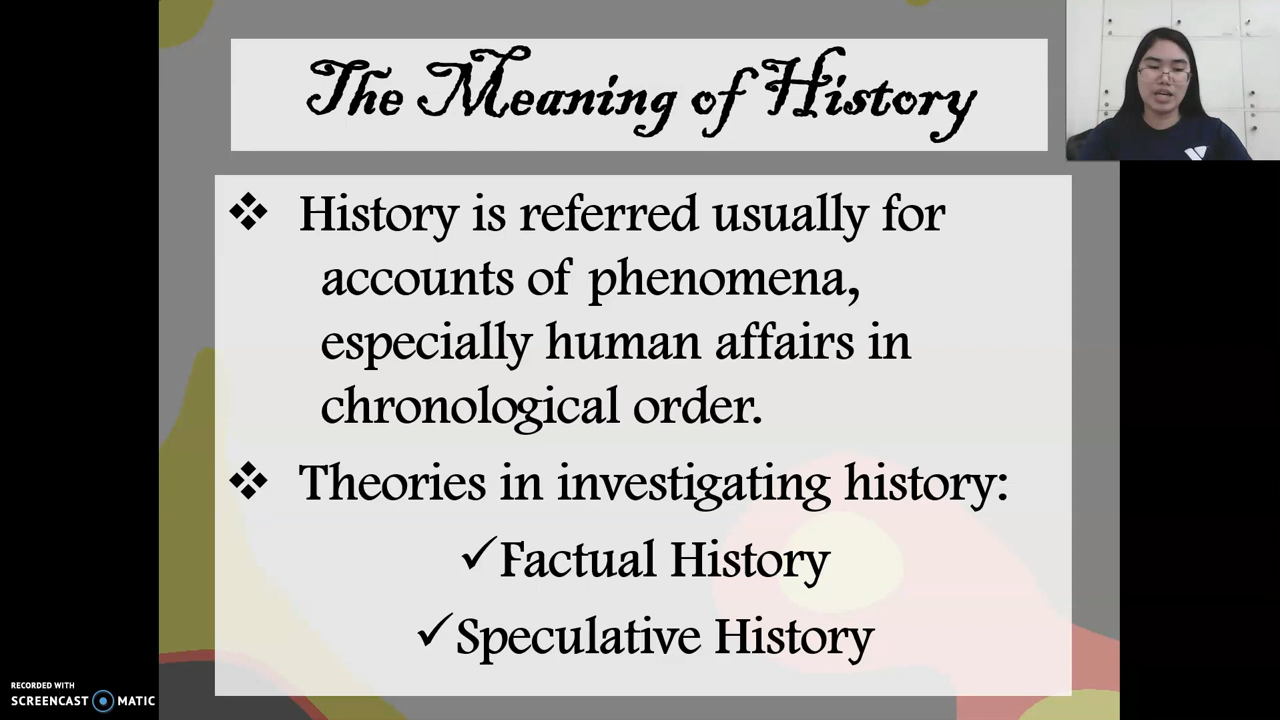 The Meaning of History
❖ History is referred usually for
accounts of phenomena,
especially human affairs in
chronological order.
❖ Theories in investigating history:
✓Factual History
✓Speculative History
RECORDED WITH
SCREENCAST MATIC